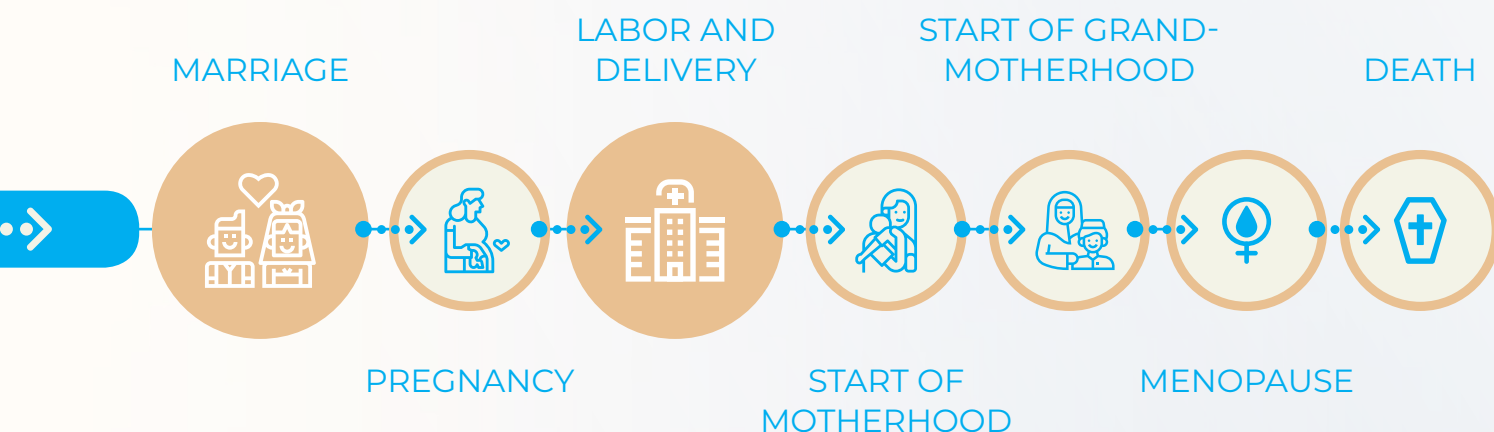 MARRIAGE
PREGNANCY
LABOR AND
DELIVERY
START OF
MOTHERHOOD
START OF GRAND-
MOTHERHOOD
MENOPAUSE
DEATH